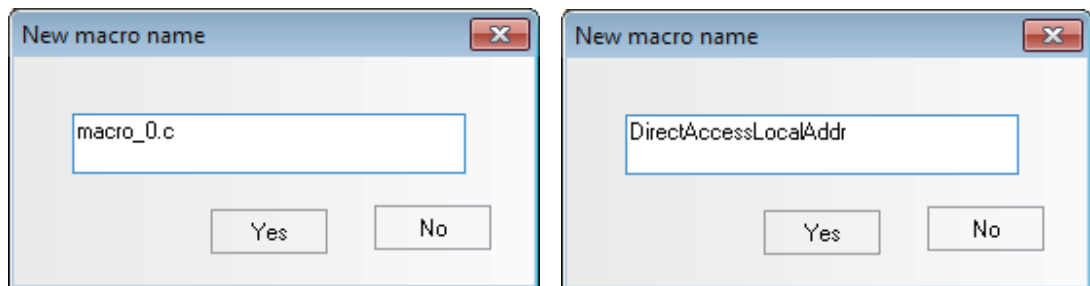 New macro name
macro_0.c
Yes
No
New macro name
DirectAccessLocalAddr
Yes
No